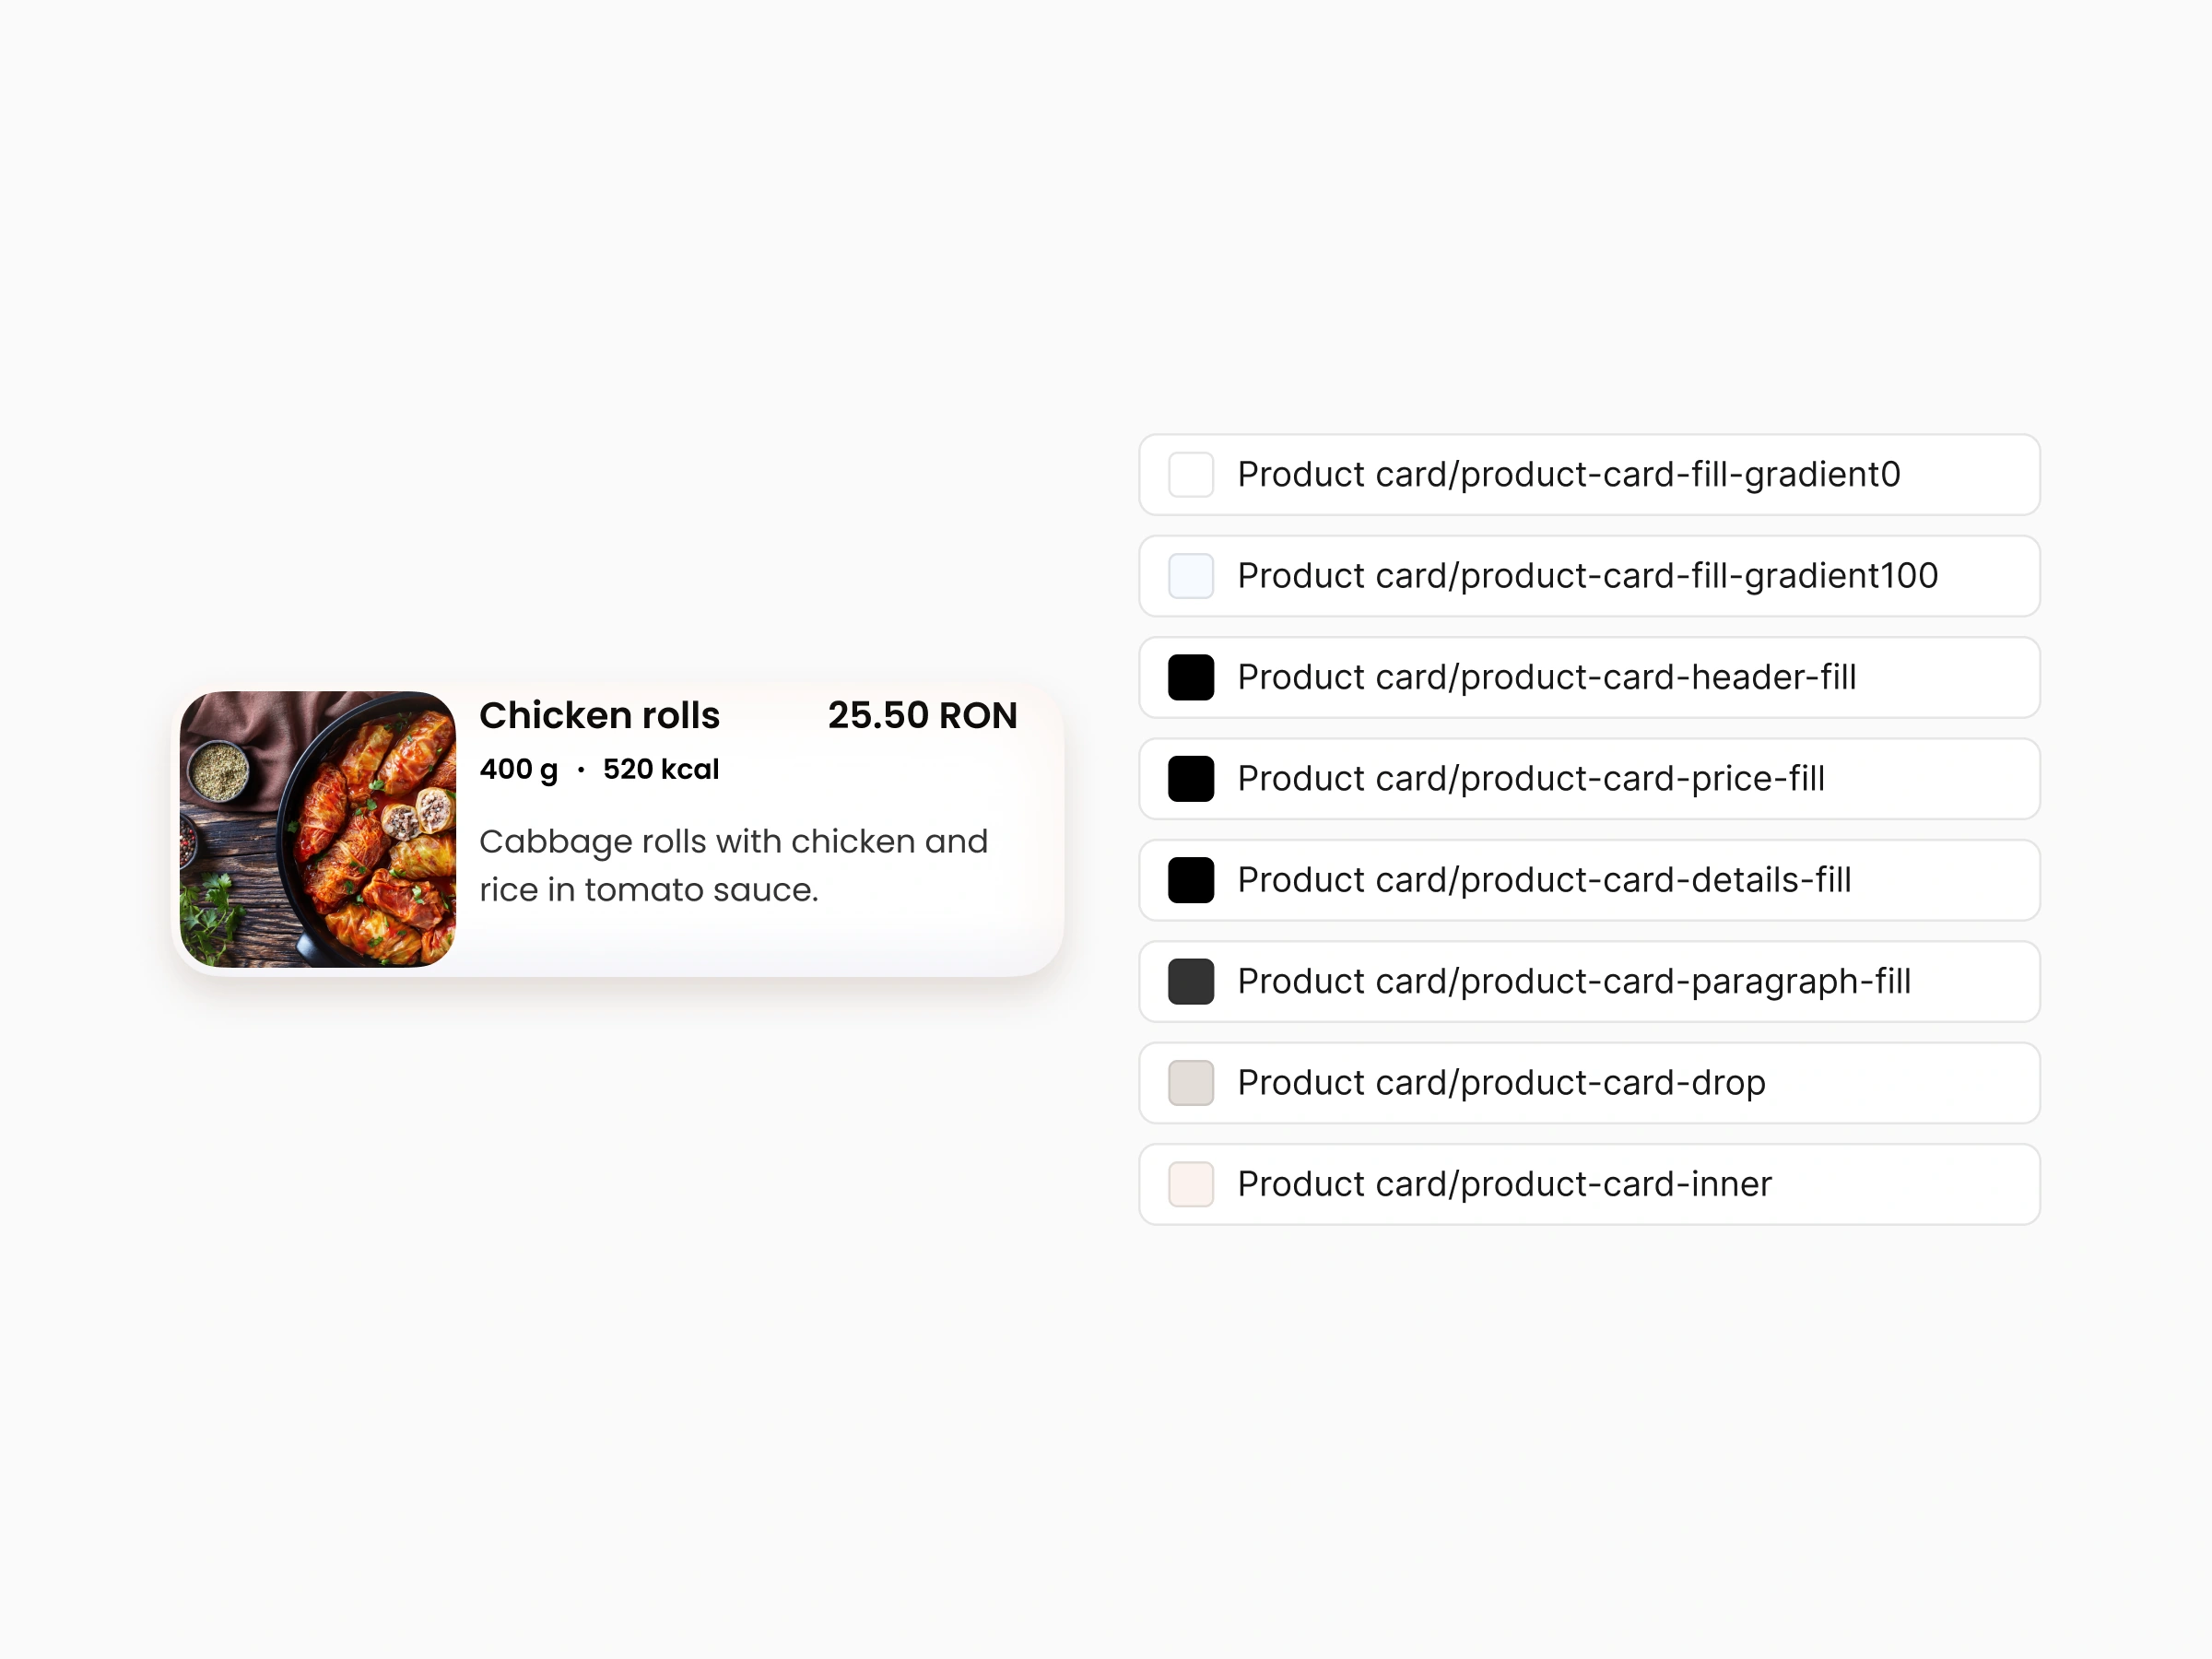 Chicken rolls
25.50 RON
400 g · 520 kcal
Cabbage rolls with chicken and
rice in tomato sauce.
Product card/product-card-fill-gradient0
Product card/product-card-fill-gradient100
Product card/product-card-header-fill
Product card/product-card-price-fill
Product card/product-card-details-fill
Product card/product-card-paragraph-fill
Product card/product-card-drop
Product card/product-card-inner